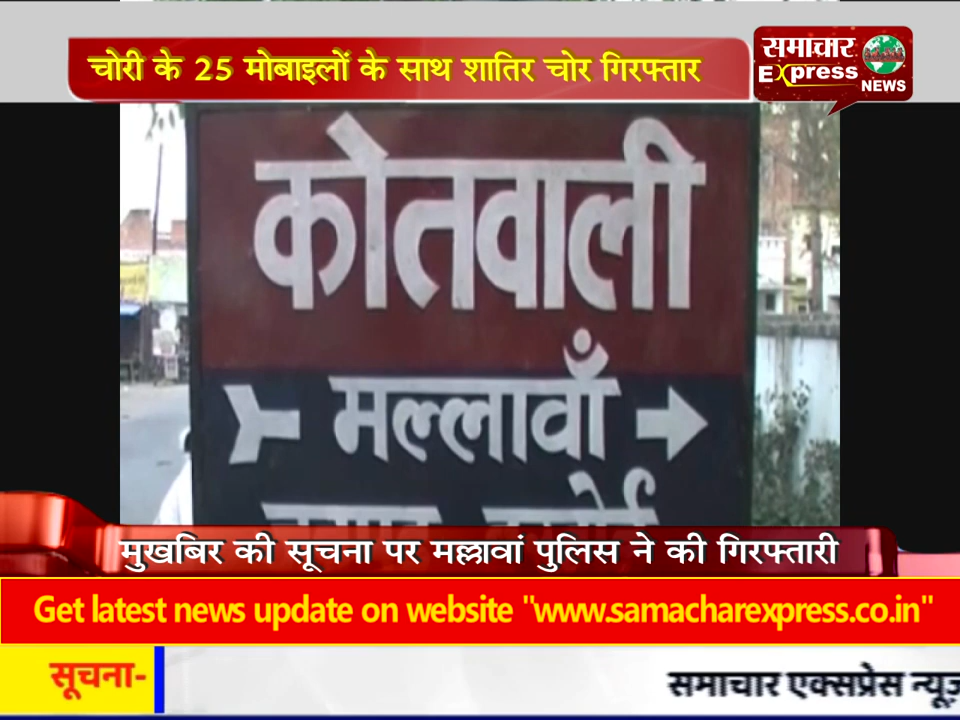 चोरी के 25 मोबाइलों के साथ शातिर चोर गिरफ्तार
समाचार
Express
NEWS
कोतवाली
मल्लावाँ
मुखबिर की सूचना पर मल्लावां पुलिस ने की गिरफ्तारी
Get latest news update on website "www.samacharexpress.co.in"
सूचना-
समाचार एक्सप्रेस न्यूज़